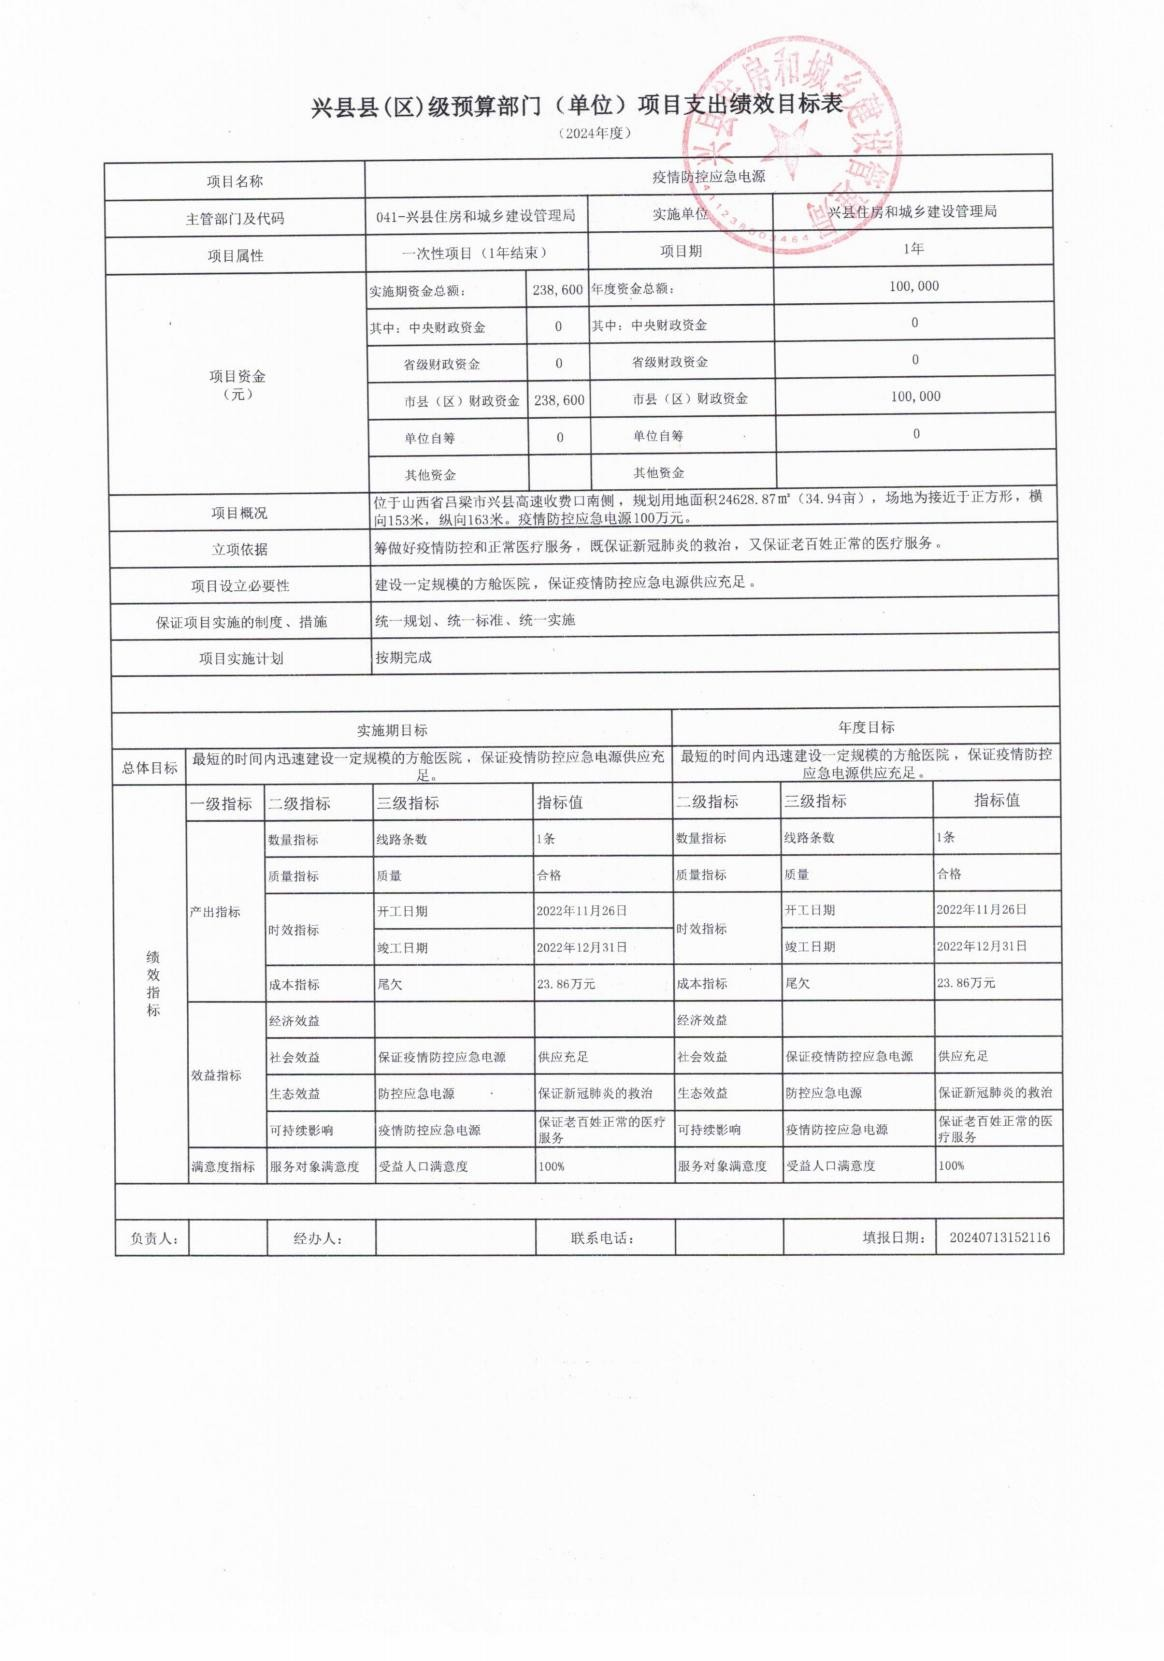 兴县县(区)级预算部门（单位）项目支出绩效目标表
（2024年度）
兴县住房和城乡建设管理局
项目名称 疫情防控应急电源
主管部门及代码 041-兴县住房和城乡建设管理局 实施单位 兴县住房和城乡建设管理局
项目属性 一次性项目（1年结束） 项目期 1年
项目资金
（元）
实施期资金总额： 238,600 年度资金总额： 100,000
其中：中央财政资金 0 其中：中央财政资金 0
省级财政资金 0 省级财政资金 0
市县（区）财政资金 238,600 市县（区）财政资金 100,000
单位自筹 0 单位自筹 0
其他资金 其他资金
项目概况 位于山西省吕梁市兴县高速收费口南侧，规划用地面积24628.87㎡（34.94亩），场地为接近于正方形，横
向153米，纵向163米。疫情防控应急电源100万元。
立项依据 筹做好疫情防控和正常医疗服务，既保证新冠肺炎的救治，又保证老百姓正常的医疗服务。
项目设立必要性 建设一定规模的方舱医院，保证疫情防控应急电源供应充足。
保证项目实施的制度、措施 统一规划、统一标准、统一实施
项目实施计划 按期完成
实施期目标 年度目标
总体目标 最短的时间内迅速建设一定规模的方舱医院，保证疫情防控应急电源供应充
足。
最短的时间内迅速建设一定规模的方舱医院，保证疫情防控
应急电源供应充足。
绩效指标
一级指标 二级指标 三级指标 指标值 二级指标 三级指标 指标值
产出指标
数量指标 线路条数 1条 数量指标 线路条数 1条
质量指标 质量 合格 质量指标 质量 合格
时效指标 开工日期 2022年11月26日 时效指标 开工日期 2022年11月26日
竣工日期 2022年12月31日 竣工日期 2022年12月31日
成本指标 尾欠 23.86万元 成本指标 尾欠 23.86万元
效益指标
经济效益 经济效益
社会效益 保证疫情防控应急电源 供应充足 社会效益 保证疫情防控应急电源 供应充足
生态效益 防控应急电源 保证新冠肺炎的救治 生态效益 防控应急电源 保证新冠肺炎的救治
可持续影响 疫情防控应急电源 保证老百姓正常的医疗
服务
可持续影响 疫情防控应急电源 保证老百姓正常的医
疗服务
满意度指标 服务对象满意度 受益人口满意度 100% 服务对象满意度 受益人口满意度 100%
负责人： 经办人： 联系电话： 填报日期： 20240713152116